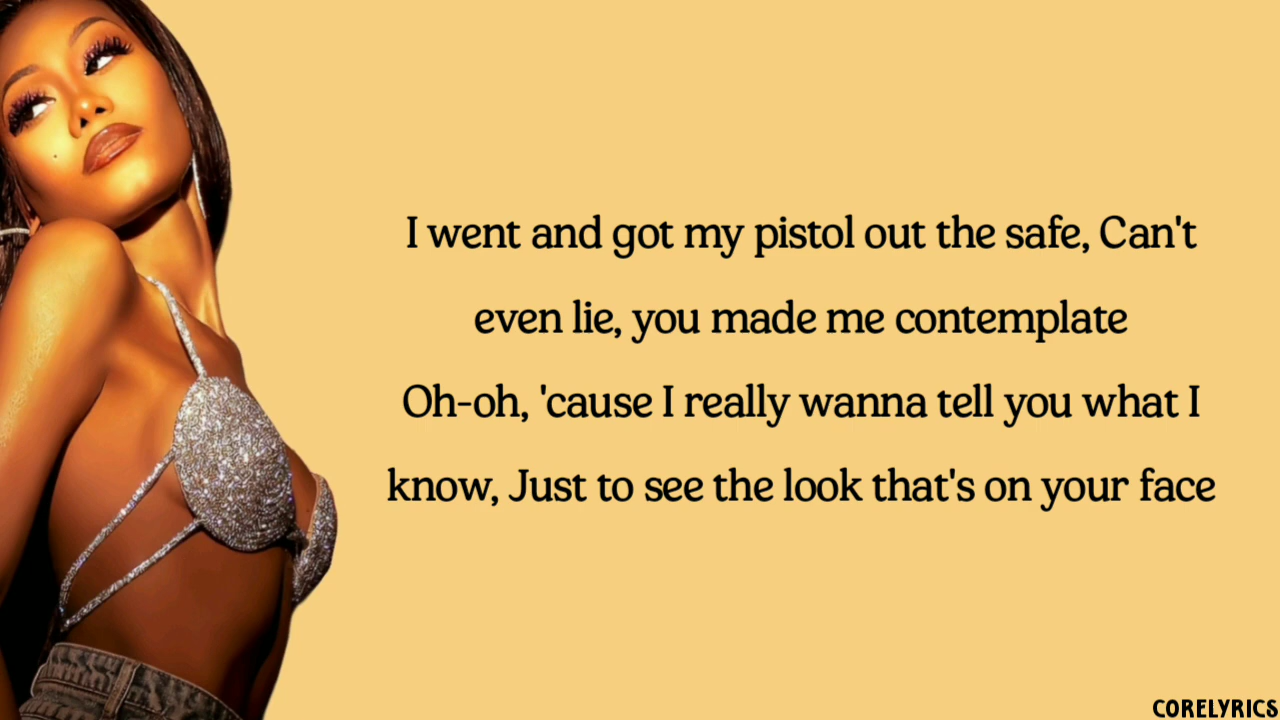 I went and got my pistol out the safe, Can't
even lie, you made me contemplate
Oh-oh, 'cause I really wanna tell you what I
know, Just to see the look that's on your face
CORELYRICS